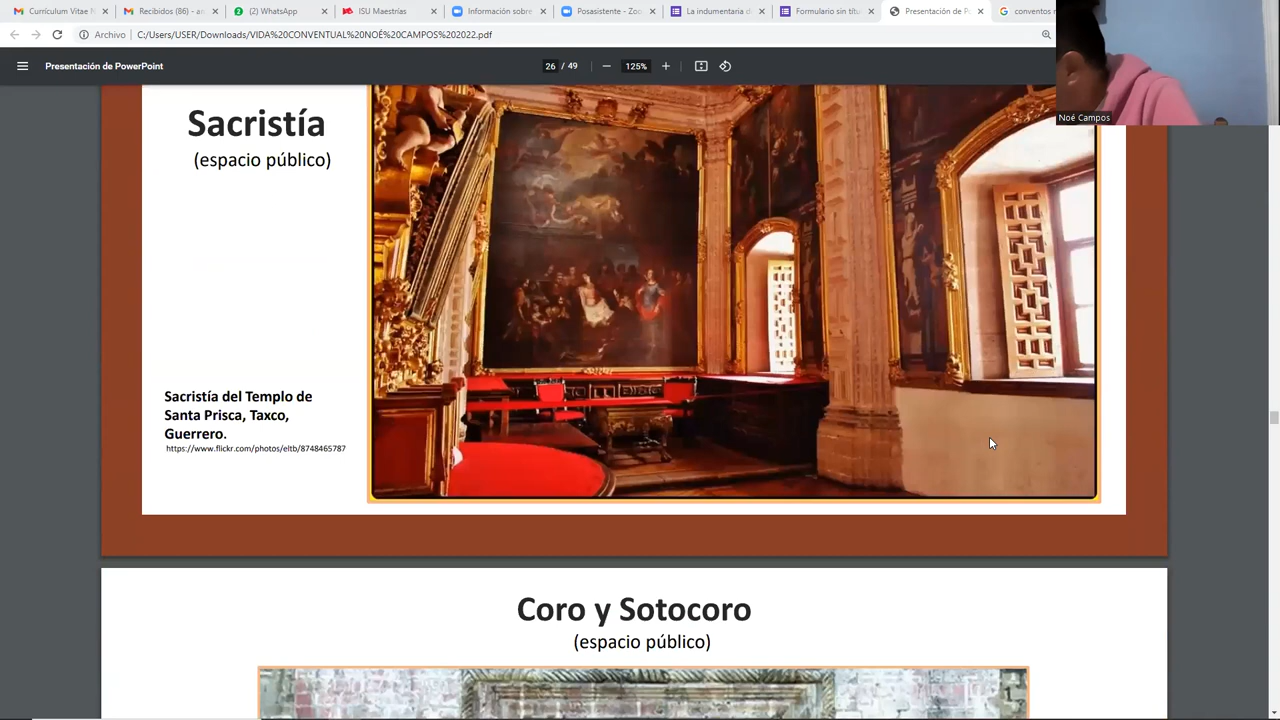 Currículum Vitae N
Recibidos (86) - an
(2) WhatsApp
ISU Maestrías
Información sobre
Posasistente - Zoo
La indumentaria de
Formulario sin títu
Presentación de P
conventos
Archivo
C:/Users/USER/Downloads/VIDA%20CONVENTUAL%20NOÉ%20CAMPOS%202022.pdf
Presentación de PowerPoint
26 / 49
125%
Noé Campos
Sacristía
(espacio público)
Sacristía del Templo de
Santa Prisca, Taxco,
Guerrero.
https://www.flickr.com/photos/eltb/8748465787
Coro y Sotocoro
(espacio público)